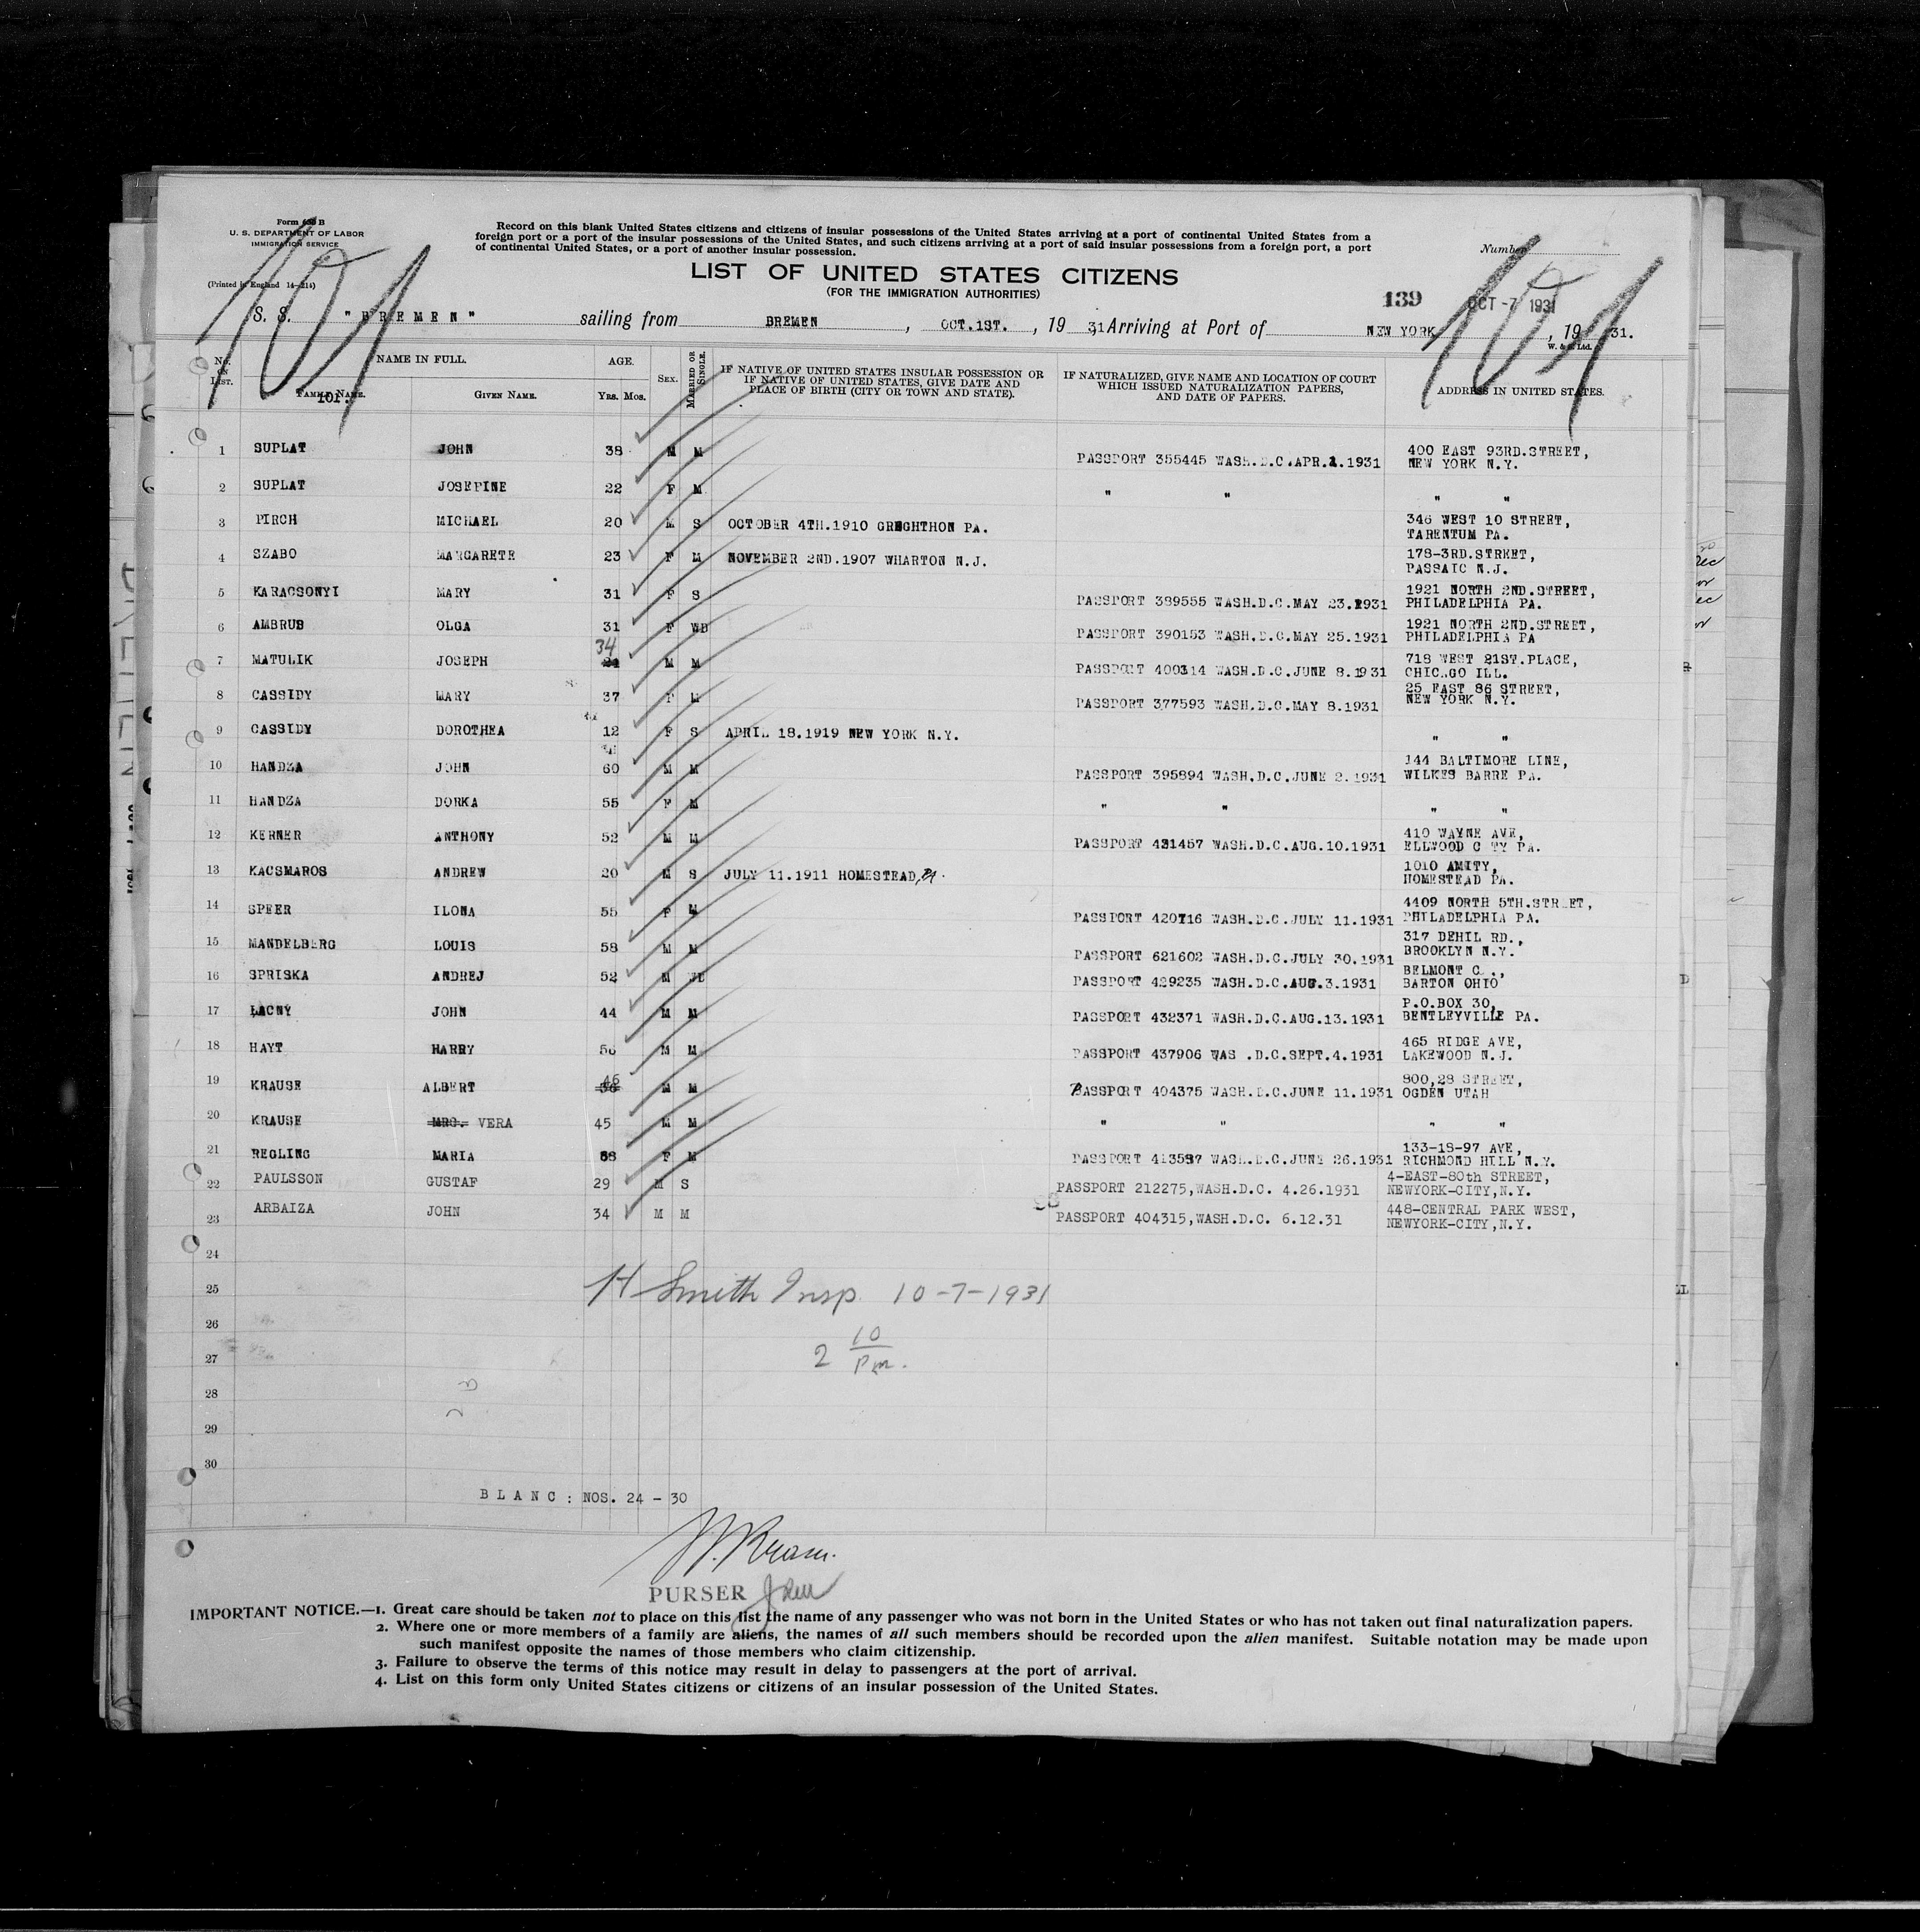 Form 630 B
U. S. DEPARTMENT OF LABOR
IMMIGRATION SERVICE
(Printed in England 14—214)
Record on this blank United States citizens and citizens of insular possessions of the United States arriving at a port of continental United States from a
foreign port or a port of the insular possessions of the United States, and such citizens arriving at a port of said insular possessions from a foreign port, a port
of continental United States, or a port of another insular possession.
Number
101 101
LIST OF UNITED STATES CITIZENS
(FOR THE IMMIGRATION AUTHORITIES)
139 OCT -7 1931
S. S. "BREMEN" sailing from BREMEN, OCT.1ST., 1931 Arriving at Port of NEW YORK, 1931.
W. & S. Ltd.
No. on List. NAME IN FULL. AGE. Sex. Married or Single. IF NATIVE OF UNITED STATES INSULAR POSSESSION OR IF NATIVE OF UNITED STATES, GIVE DATE AND PLACE OF BIRTH (CITY OR TOWN AND STATE). IF NATURALIZED, GIVE NAME AND LOCATION OF COURT WHICH ISSUED NATURALIZATION PAPERS, AND DATE OF PAPERS. ADDRESS IN UNITED STATES.
Family Name. Given Name. Yrs. Mos.
101.
1 SUPLAT JOHN 38 M M PASSPORT 355445 WASH.D.C.APR.1.1931 400 EAST 93RD.STREET,
NEW YORK N.Y.
2 SUPLAT JOSEPINE 22 F M " " " "
3 PIRCH MICHAEL 20 M S OCTOBER 4TH.1910 GREGHTHON PA. 346 WEST 10 STREET,
TARENTUM PA.
4 SZABO MARGARETE 23 F M NOVEMBER 2ND.1907 WHARTON N.J. 178-3RD.STREET,
PASSAIC N.J.
5 KARACSONYI MARY 31 F S PASSPORT 389555 WASH.D.C.MAY 23.1931 1921 NORTH 2ND.STREET,
PHILADELPHIA PA.
6 AMBRUS OLGA 31 F WD PASSPORT 390153 WASH.D.C.MAY 25.1931 1921 NORTH 2ND.STREET,
PHILADELPHIA PA
34
7 MATULIK JOSEPH M M PASSPORT 400314 WASH.D.C.JUNE 8.1931 718 WEST 21ST.PLACE,
CHICAGO ILL.
8 CASSIDY MARY 37 F M PASSPORT 377593 WASH.D.C.MAY 8.1931 25 EAST 86 STREET,
NEW YORK N.Y.
9 CASSIDY DOROTHEA 12 F S APRIL 18.1919 NEW YORK N.Y. " "
10 HANDZA JOHN 60 M M PASSPORT 395894 WASH.D.C.JUNE 2.1931 144 BALTIMORE LINE,
WILKES BARRE PA.
11 HANDZA DORKA 55 F M " " " "
12 KERNER ANTHONY 52 M M PASSPORT 431457 WASH.D.C.AUG.10.1931 410 WAYNE AVE,
ELLWOOD C TY PA.
13 KACSMAROS ANDREW 20 M S JULY 11.1911 HOMESTEAD, Pa. 1010 AMITY,
HOMESTEAD PA.
14 SPEER ILONA 55 F M PASSPORT 420716 WASH.D.C.JULY 11.1931 4409 NORTH 5TH.STREET,
PHILADELPHIA PA.
15 MANDELBERG LOUIS 58 M M PASSPORT 621602 WASH.D.C.JULY 30.1931 317 DEHIL RD.,
BROOKLYN N.Y.
16 SPRISKA ANDREJ 52 M WD PASSPORT 429235 WASH.D.C.AUG.3.1931 BELMONT C .,
BARTON OHIO
17 LACNY JOHN 44 M M PASSPORT 432371 WASH.D.C.AUG.13.1931 P.O.BOX 30,
BENTLEYVILLE PA.
18 HAYT HARRY 56 M M PASSPORT 437906 WAS .D.C.SEPT.4.1931 465 RIDGE AVE,
LAKEWOOD N.J.
46
19 KRAUSE ALBERT 36 M M PASSPORT 404375 WASH.D.C.JUNE 11.1931 800,28 STREET,
OGDEN UTAH
20 KRAUSE MRS. VERA 45 M M " " " "
21 REGLING MARIA 58 F M PASSPORT 413597 WASH.D.C.JUNE 26.1931 133-18-97 AVE,
RICHMOND HILL N.Y.
22 PAULSSON GUSTAF 29 M S PASSPORT 212275,WASH.D.C. 4.26.1931 4-EAST-80th STREET,
NEWYORK-CITY,N.Y.
23 ARBAIZA JOHN 34 M M PASSPORT 404315,WASH.D.C. 6.12.31 448-CENTRAL PARK WEST,
NEWYORK-CITY,N.Y.
24
25 H Smith Insp. 10-7-1931
26
2 10/Pm.
27
28
29
30
BLANC: NOS. 24 - 30
PURSER
IMPORTANT NOTICE.—1. Great care should be taken not to place on this list the name of any passenger who was not born in the United States or who has not taken out final naturalization papers.
2. Where one or more members of a family are aliens, the names of all such members should be recorded upon the alien manifest. Suitable notation may be made upon
such manifest opposite the names of those members who claim citizenship.
3. Failure to observe the terms of this notice may result in delay to passengers at the port of arrival.
4. List on this form only United States citizens or citizens of an insular possession of the United States.